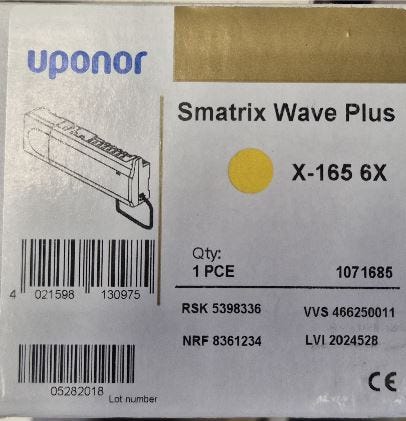 uponor
Smatrix Wave Plus
X-165 6X
Qty:
1 PCE 1071685
4 021598 130975
RSK 5398336 VVS 466250011
NRF 8361234 LVI 2024528
05282018
Lot number
CE